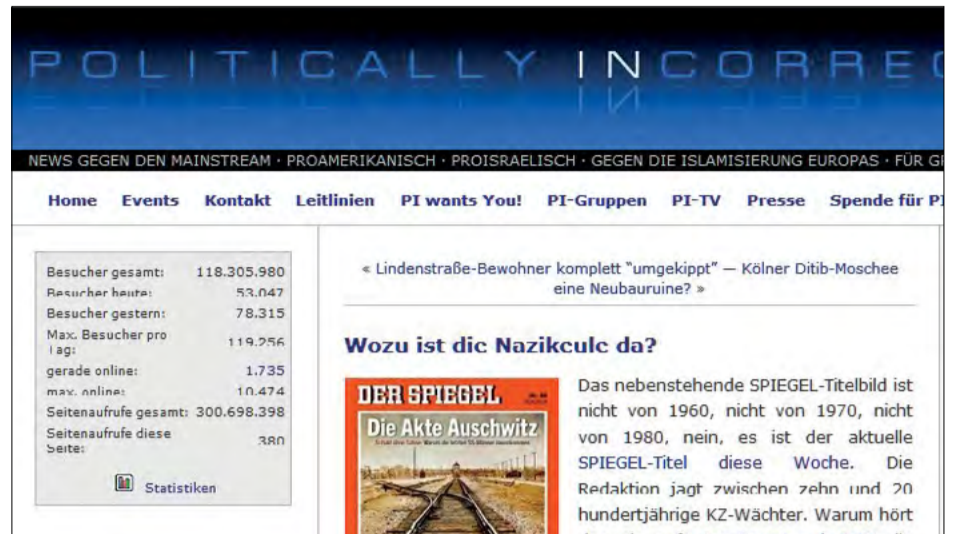 POLITICALLY INCORREC
NEWS GEGEN DEN MAINSTREAM · PROAMERIKANISCH · PROISRAELISCH · GEGEN DIE ISLAMISIERUNG EUROPAS · FÜR G
Home Events Kontakt Leitlinien PI wants You! PI-Gruppen PI-TV Presse Spende für P
Besucher gesamt: 118.305.980
Besucher heute: 53.047
Besucher gestern: 78.315
Max. Besucher pro
Tag: 119.256
gerade online: 1.735
max. online: 10.474
Seitenaufrufe gesamt: 300.698.398
Seitenaufrufe diese
Seite: 380
Statistiken
« Lindenstraße-Bewohner komplett "umgekippt" — Kölner Ditib-Moschee
eine Neubauruine? »
Wozu ist die Nazikeule da?
DER SPIEGEL
Die Akte Auschwitz
Das nebenstehende SPIEGEL-Titelbild ist
nicht von 1960, nicht von 1970, nicht
von 1980, nein, es ist der aktuelle
SPIEGEL-Titel diese Woche. Die
Redaktion jagt zwischen zehn und 20
hundertjährige KZ-Wächter. Warum hört